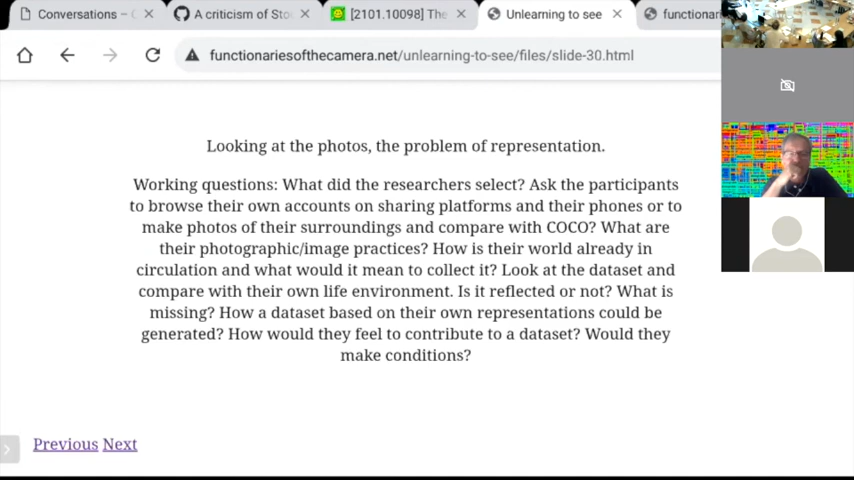 Conversations –
A criticism of Sto
[2101.10098] The
Unlearning to see
functionar
functionariesofthecamera.net/unlearning-to-see/files/slide-30.html
Looking at the photos, the problem of representation.
Working questions: What did the researchers select? Ask the participants
to browse their own accounts on sharing platforms and their phones or to
make photos of their surroundings and compare with COCO? What are
their photographic/image practices? How is their world already in
circulation and what would it mean to collect it? Look at the dataset and
compare with their own life environment. Is it reflected or not? What is
missing? How a dataset based on their own representations could be
generated? How would they feel to contribute to a dataset? Would they
make conditions?
Previous Next